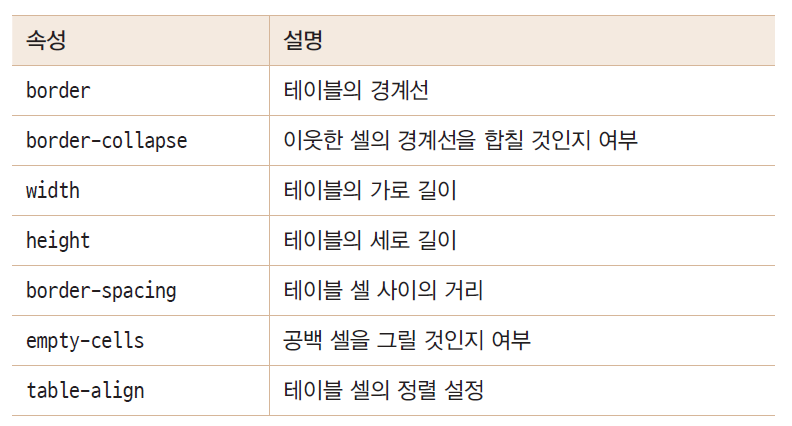 속성 설명
border 테이블의 경계선
border-collapse 이웃한 셀의 경계선을 합칠 것인지 여부
width 테이블의 가로 길이
height 테이블의 세로 길이
border-spacing 테이블 셀 사이의 거리
empty-cells 공백 셀을 그릴 것인지 여부
table-align 테이블 셀의 정렬 설정